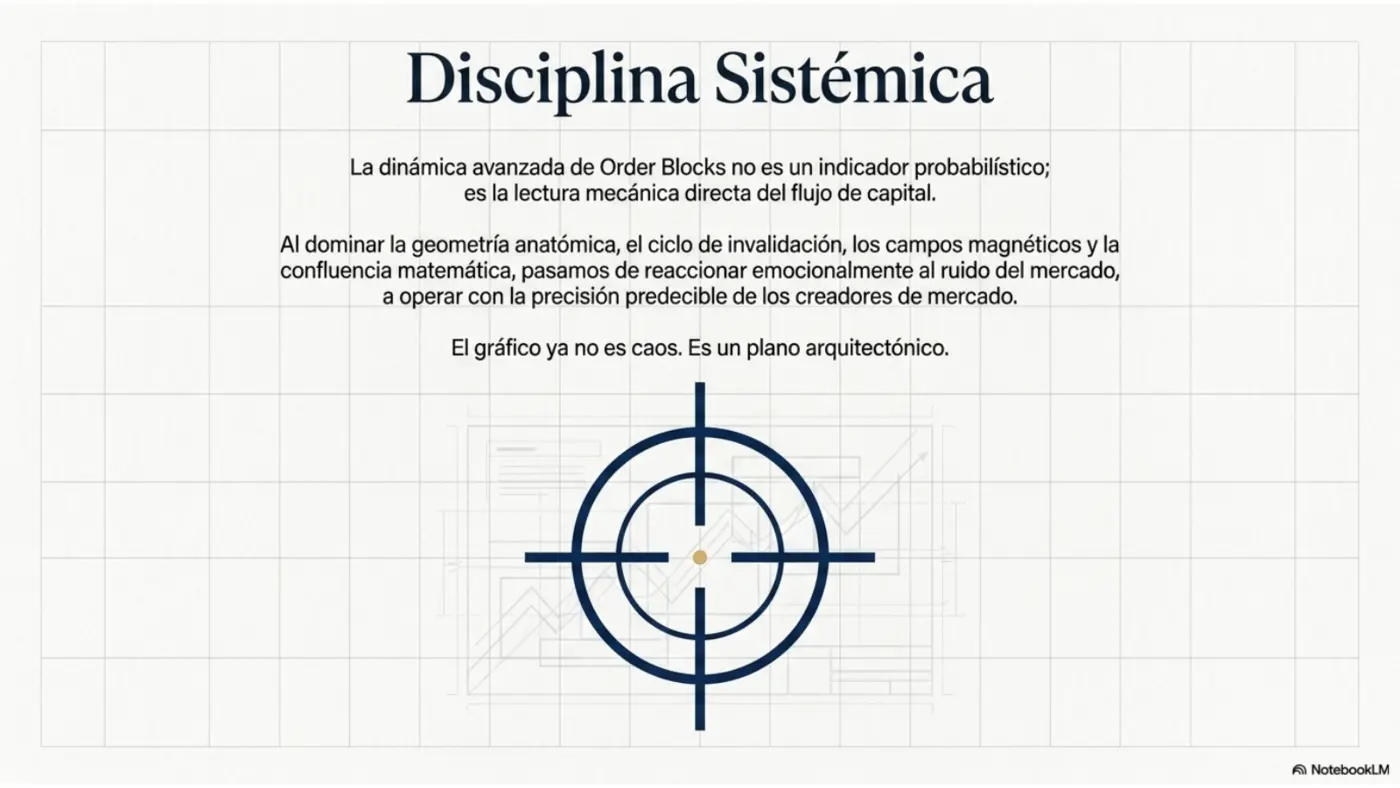 Disciplina Sistémica
La dinámica avanzada de Order Blocks no es un indicador probabilístico;
es la lectura mecánica directa del flujo de capital.
Al dominar la geometría anatómica, el ciclo de invalidación, los campos magnéticos y la
confluencia matemática, pasamos de reaccionar emocionalmente al ruido del mercado,
a operar con la precisión predecible de los creadores de mercado.
El gráfico ya no es caos. Es un plano arquitectónico.
NotebookLM